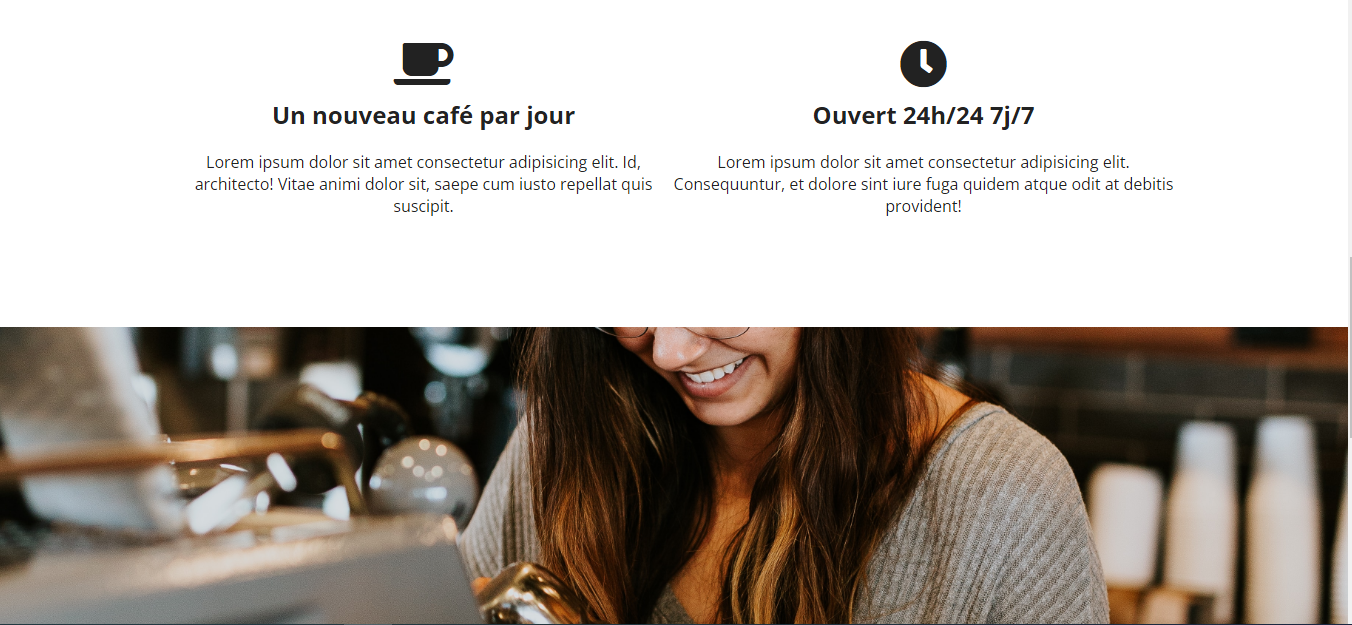 Un nouveau café par jour
Lorem ipsum dolor sit amet consectetur adipisicing elit. Id,
architecto! Vitae animi dolor sit, saepe cum iusto repellat quis
suscipit.
Ouvert 24h/24 7j/7
Lorem ipsum dolor sit amet consectetur adipisicing elit.
Consequuntur, et dolore sint iure fuga quidem atque odit at debitis
provident!